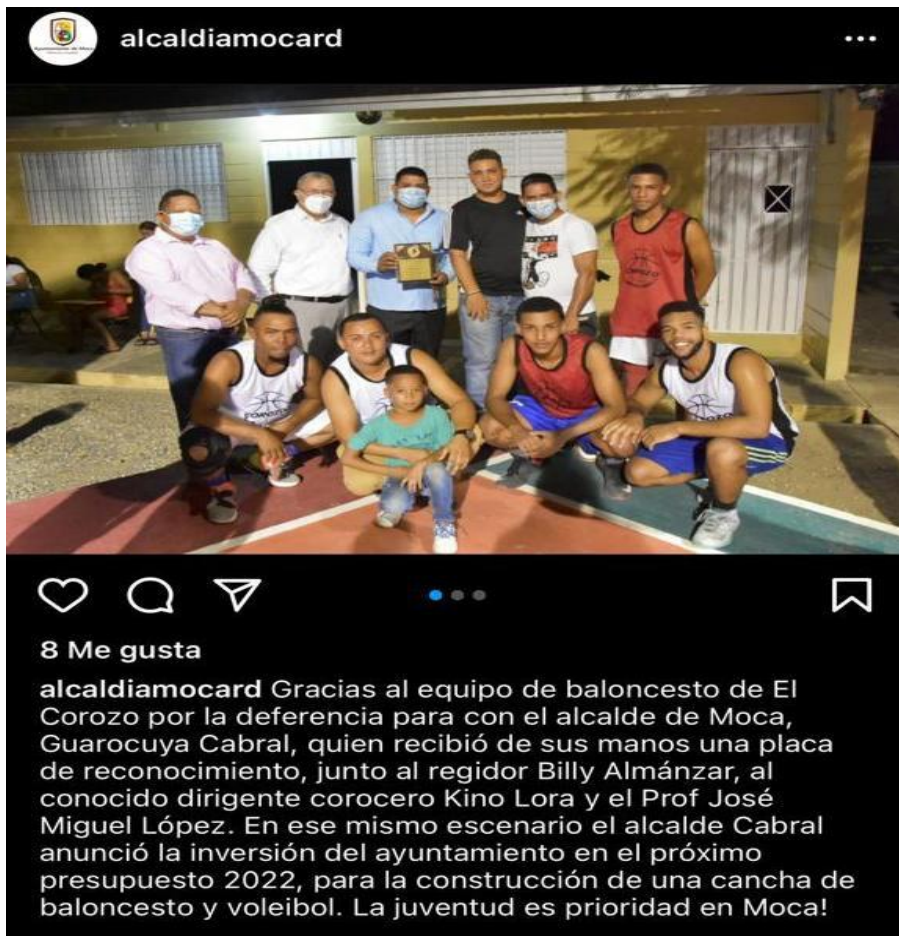 alcaldiamocard
8 Me gusta
alcaldiamocard Gracias al equipo de baloncesto de El
Corozo por la deferencia para con el alcalde de Moca,
Guarocuya Cabral, quien recibió de sus manos una placa
de reconocimiento, junto al regidor Billy Almánzar, al
conocido dirigente corocero Kino Lora y el Prof José
Miguel López. En ese mismo escenario el alcalde Cabral
anunció la inversión del ayuntamiento en el próximo
presupuesto 2022, para la construcción de una cancha de
baloncesto y voleibol. La juventud es prioridad en Moca!